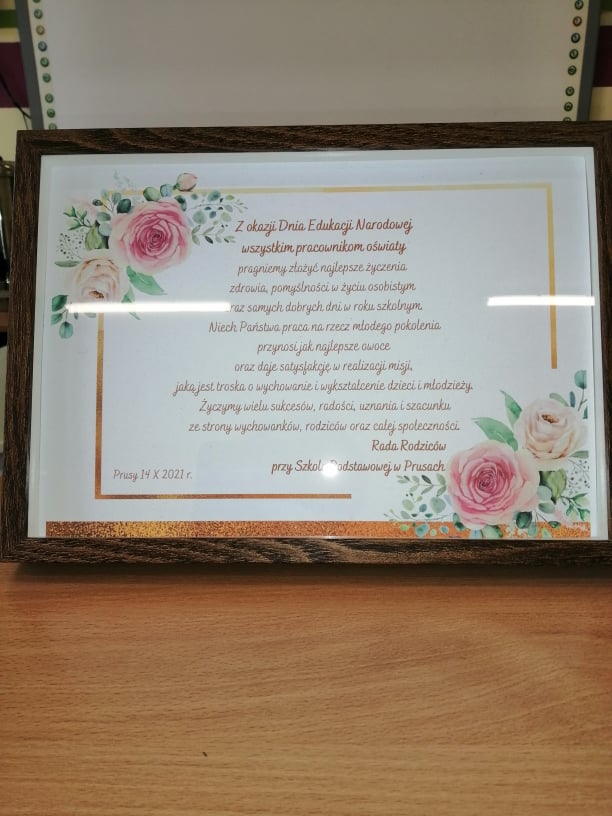 Z okazji Dnia Edukacji Narodowej
wszystkim pracownikom oświaty
pragniemy złożyć najlepsze życzenia
zdrowia, pomyślności w życiu osobistym
oraz samych dobrych dni w roku szkolnym.
Niech Państwa praca na rzecz młodego pokolenia
przynosi jak najlepsze owoce
oraz daje satysfakcję w realizacji misji,
jaką jest troska o wychowanie i wykształcenie dzieci i młodzieży.
Życzymy wielu sukcesów, radości, uznania i szacunku
ze strony wychowanków, rodziców oraz całej społeczności.
Rada Rodziców
przy Szkole Podstawowej w Prusach
Prusy 14 X 2021 r.